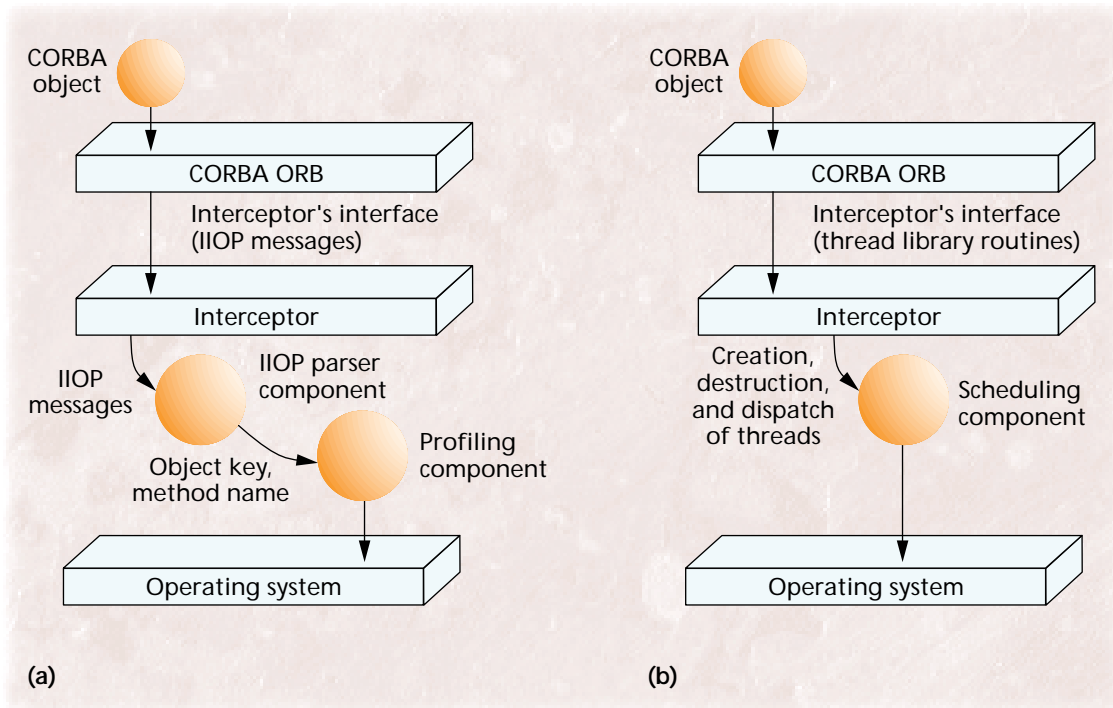 CORBA
object
CORBA ORB
Interceptor's interface
(IIOP messages)
Interceptor
IIOP parser
component
IIOP
messages
Profiling
component
Object key,
method name
Operating system
(a)
CORBA
object
CORBA ORB
Interceptor's interface
(thread library routines)
Interceptor
Creation,
destruction,
and dispatch
of threads
Scheduling
component
Operating system
(b)